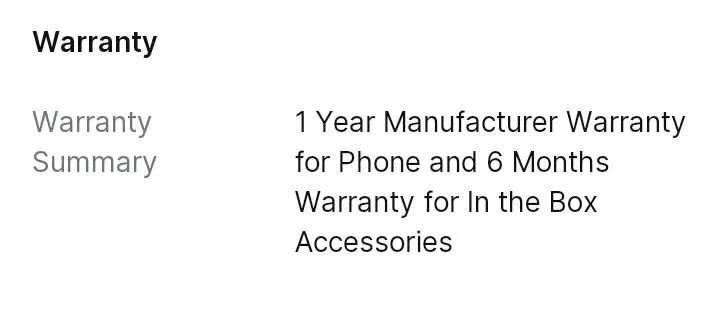 Warranty
Warranty
Summary
1 Year Manufacturer Warranty
for Phone and 6 Months
Warranty for In the Box
Accessories